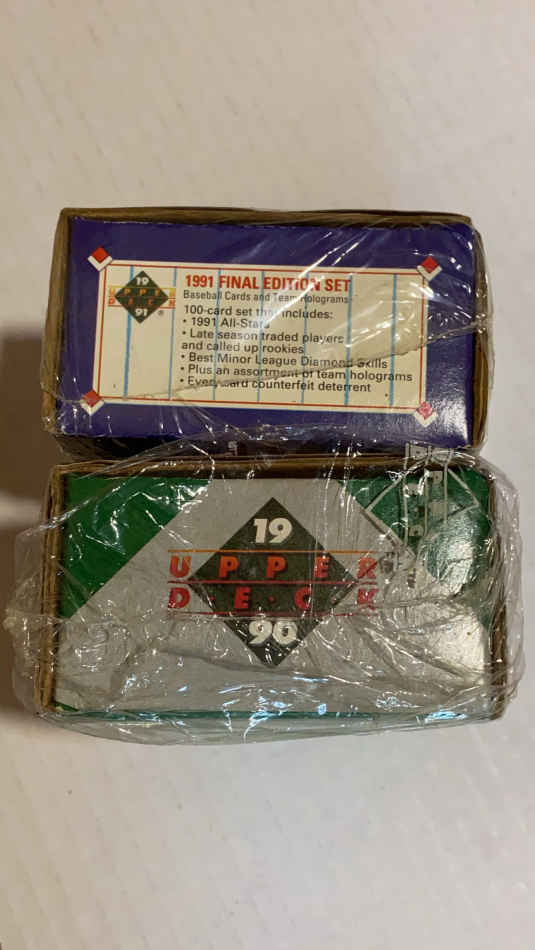 19
UPPER
DECK
91 ®
1991 FINAL EDITION SET
Baseball Cards and Team Holograms
100-card set that includes:
• 1991 All-Stars
• Late season traded players
and called up rookies
• Best Minor League Diamond Skills
• Plus an assortment of team holograms
• Every card counterfeit deterrent
19
UPPER
DECK
90